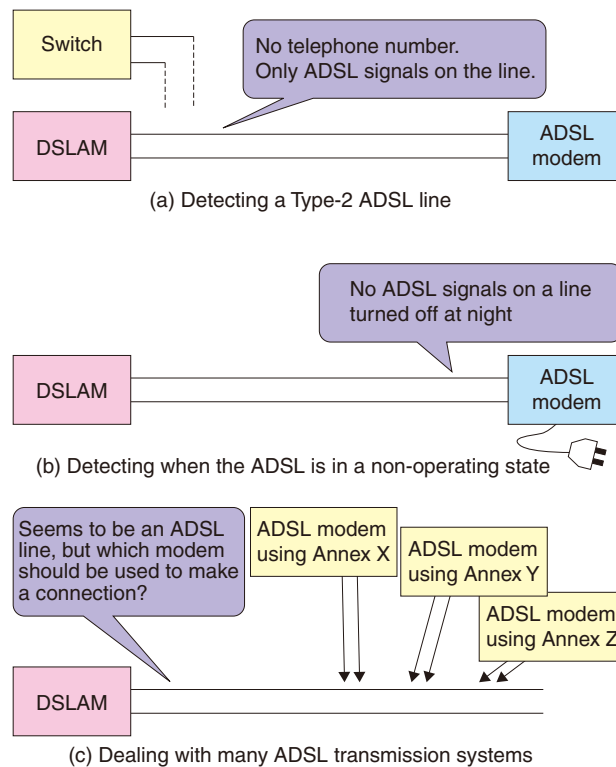 Switch
No telephone number.
Only ADSL signals on the line.
DSLAM
ADSL
modem
(a) Detecting a Type-2 ADSL line
No ADSL signals on a line
turned off at night
DSLAM
ADSL
modem
(b) Detecting when the ADSL is in a non-operating state
Seems to be an ADSL
line, but which modem
should be used to make
a connection?
ADSL modem
using Annex X
ADSL modem
using Annex Y
ADSL modem
using Annex Z
DSLAM
(c) Dealing with many ADSL transmission systems